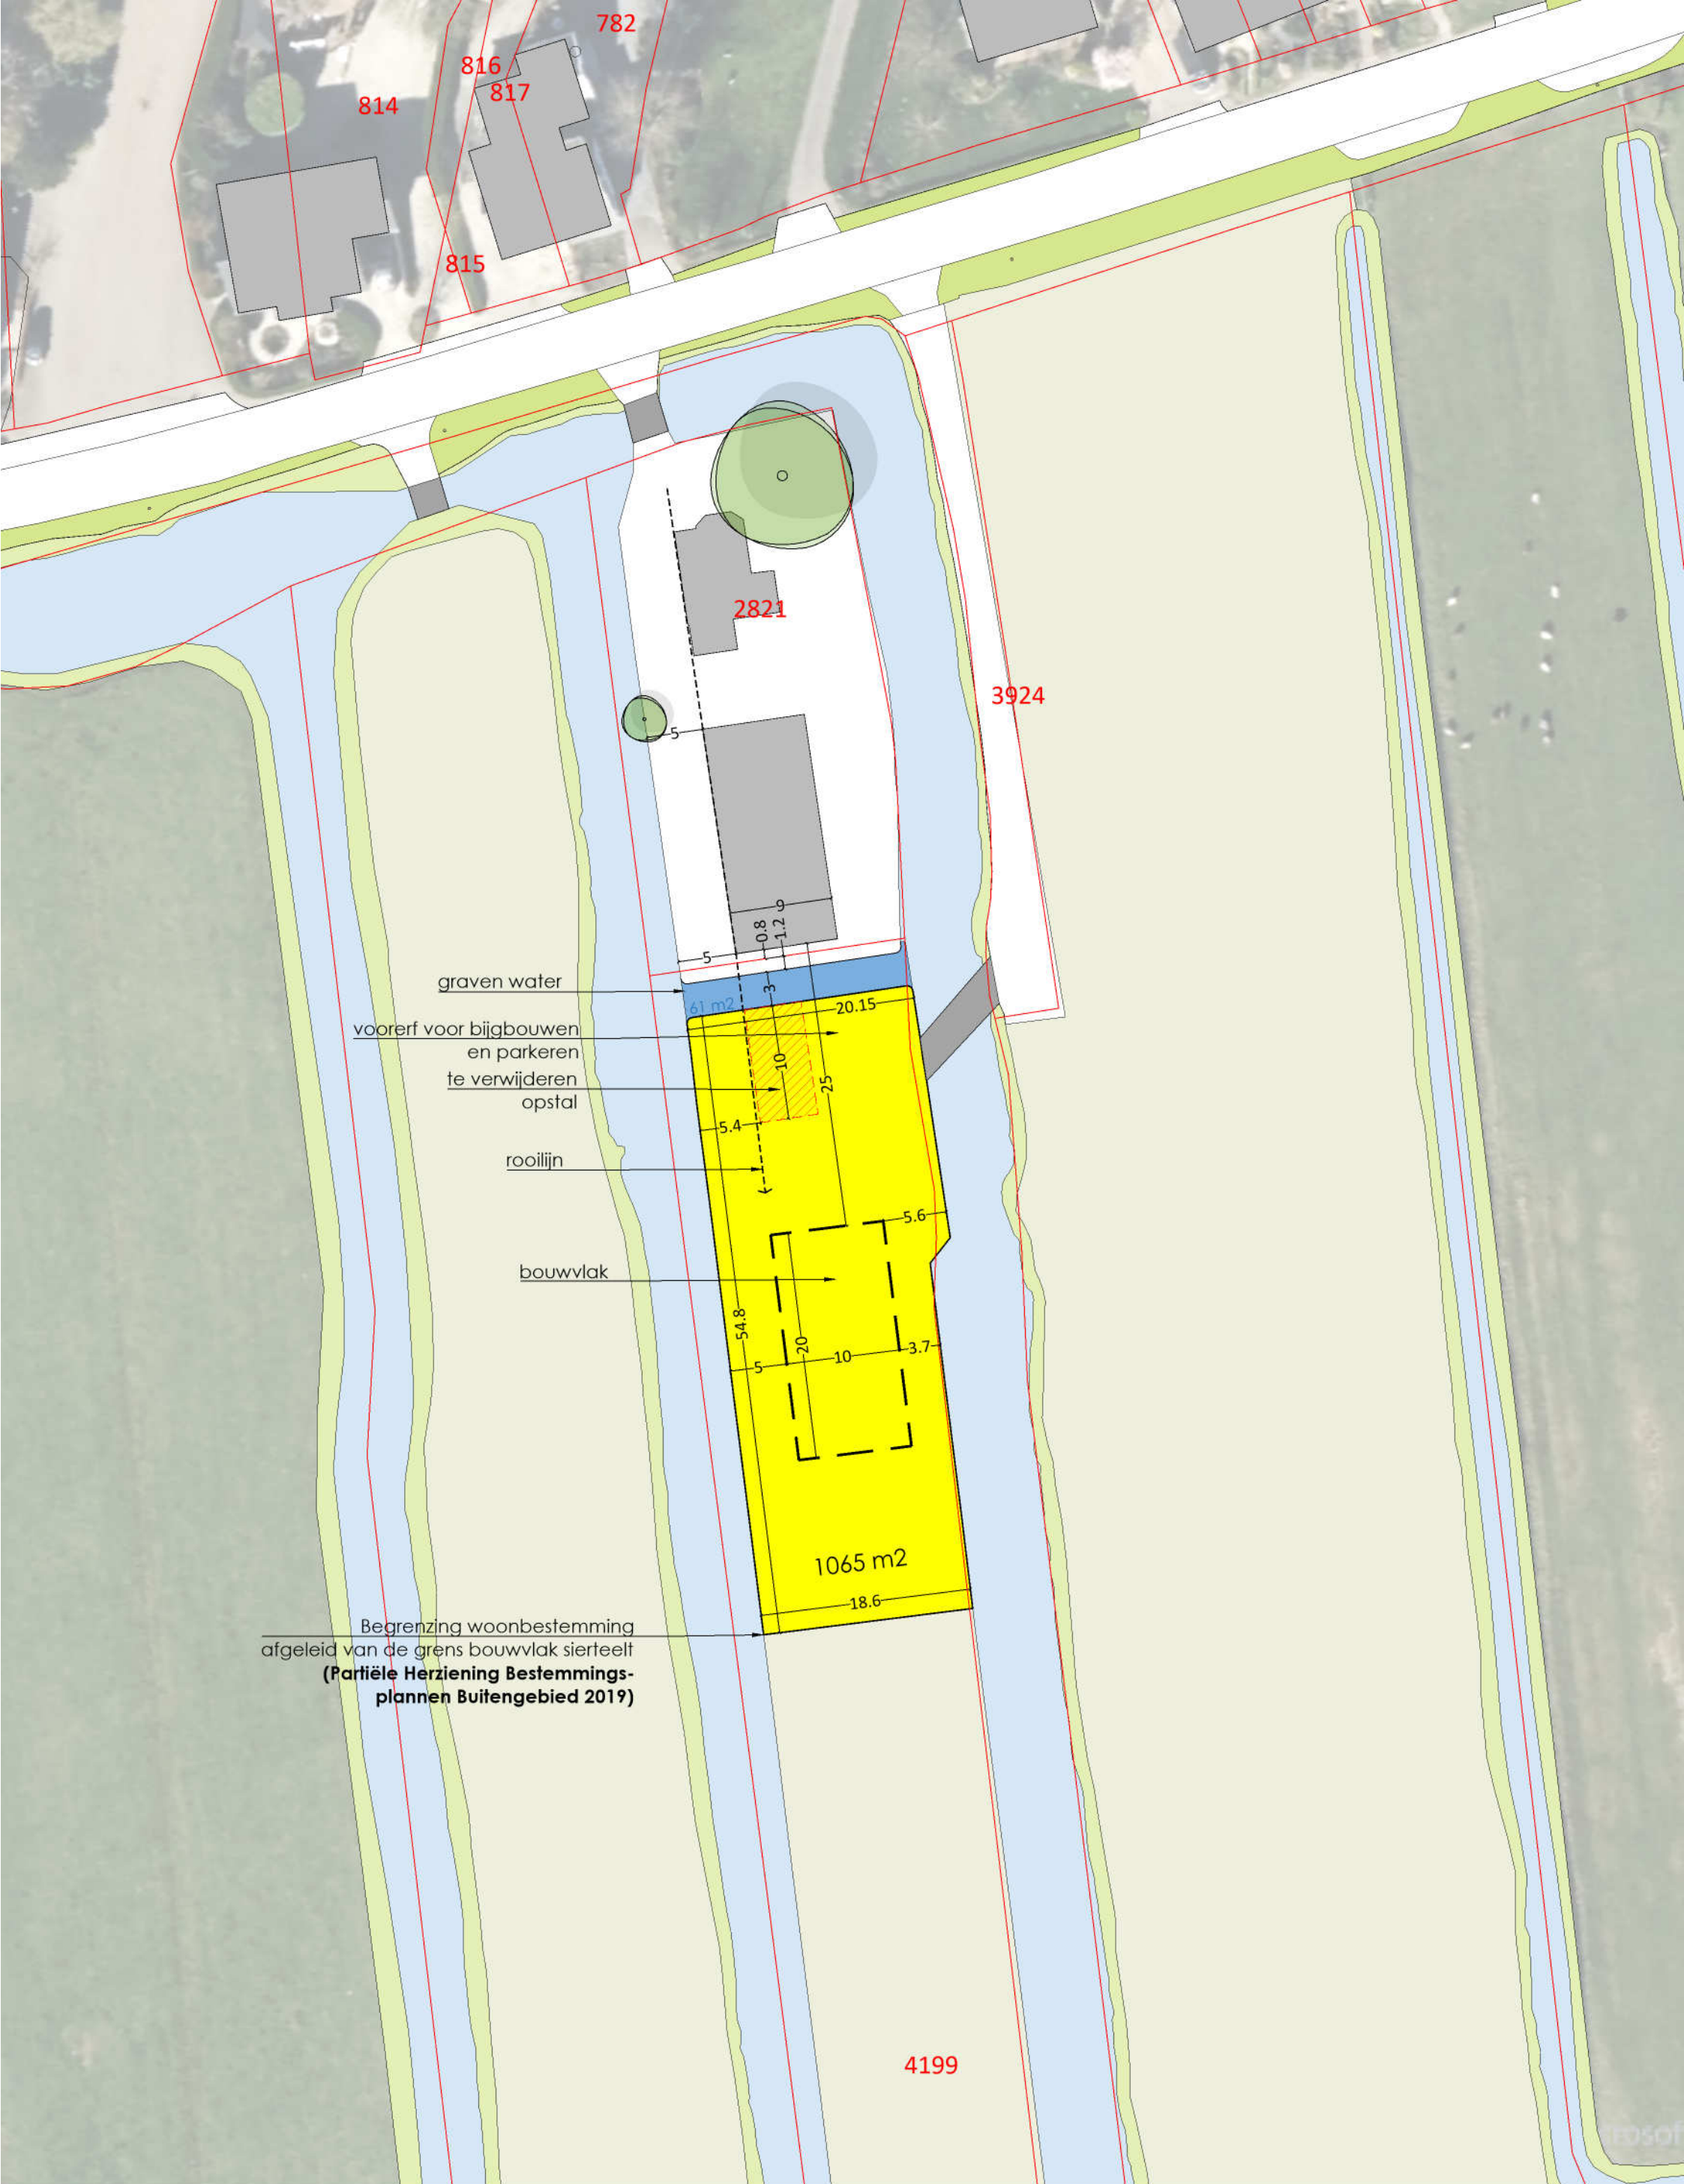 782
816
817
814
815
2821
3924
5
9
0.8
1.2
5
graven water
3
61 m2
20.15
voorerf voor bijgbouwen
en parkeren
10
25
te verwijderen
opstal
5.4
rooilijn
5.6
bouwvlak
54.8
20
5
10
3.7
1065 m2
18.6
Begrenzing woonbestemming
afgeleid van de grens bouwvlak sierteelt
(Partiële Herziening Bestemmings-
plannen Buitengebied 2019)
4199
rosof